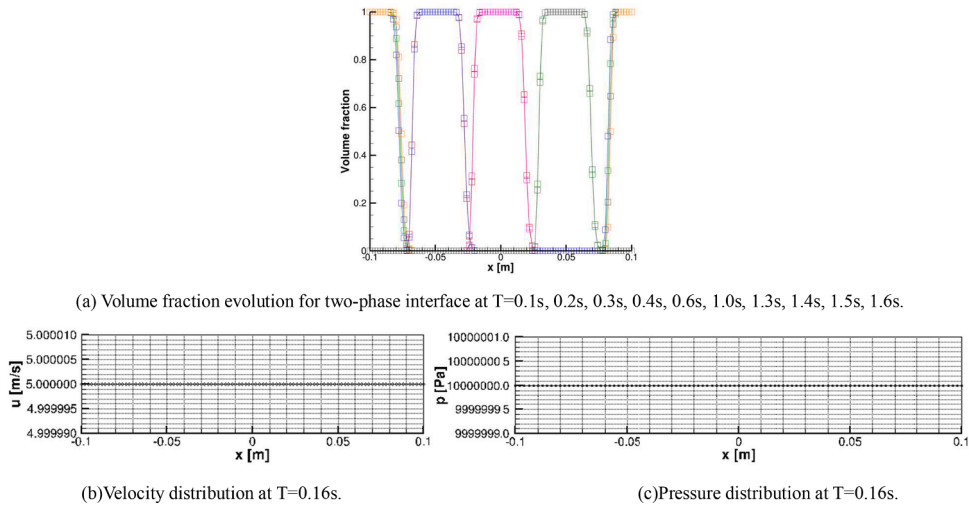 1
0.8
0.6
0.4
0.2
0
Volume fraction
-0.1 -0.05 0 0.05 0.1
x [m]
(a) Volume fraction evolution for two-phase interface at T=0.1s, 0.2s, 0.3s, 0.4s, 0.6s, 1.0s, 1.3s, 1.4s, 1.5s, 1.6s.
5.000010
5.000005
5.000000
4.999995
4.999990
u [m/s]
-0.1 -0.05 0 0.05 0.1
x [m]
10000001.0
10000000.5
10000000.0
9999999.5
9999999.0
p [Pa]
-0.1 -0.05 0 0.05 0.1
x [m]
(b)Velocity distribution at T=0.16s.
(c)Pressure distribution at T=0.16s.